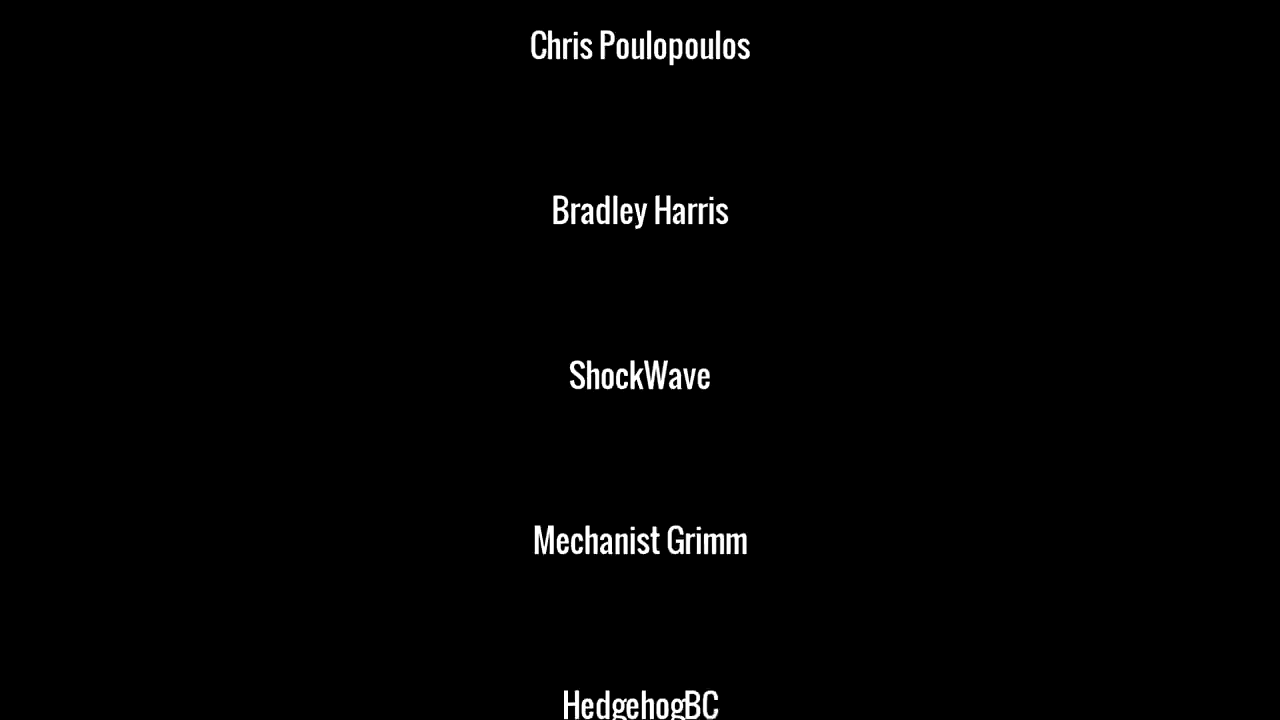 Chris Poulopoulos
Bradley Harris
ShockWave
Mechanist Grimm
HedgehogBC